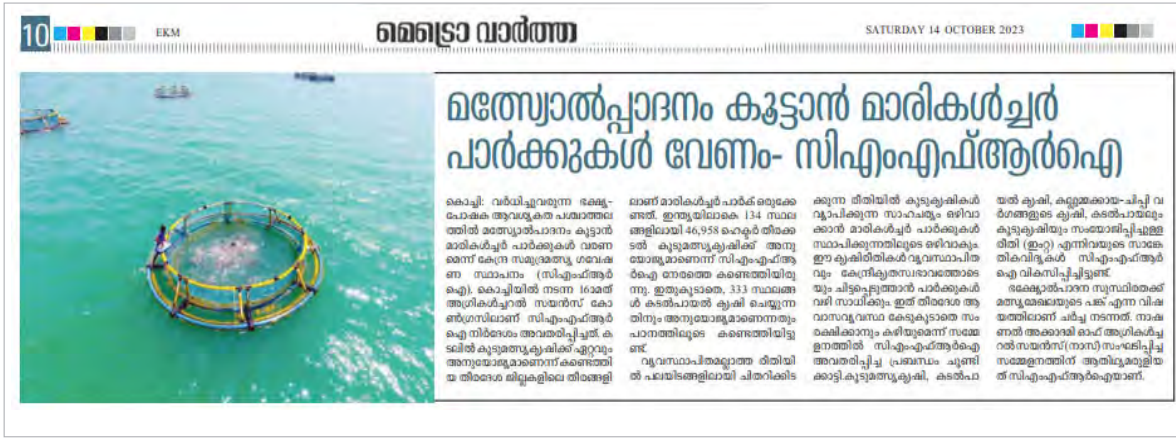 10
EKM
മെട്രൊ വാർത്ത
SATURDAY 14 OCTOBER 2023
മത്സ്യോൽപ്പാദനം കൂട്ടാൻ മാരികൾച്ചർ
പാർക്കുകൾ വേണം- സിഎംഎഫ്ആർഐ
കൊച്ചി: വർധിച്ചുവരുന്ന ഭക്ഷ്യ-
പോഷക ആവശ്യകത പശ്ചാത്തല
ത്തിൽ മത്സ്യോൽപാദനം കൂട്ടാൻ
മാരികൾച്ചർ പാർക്കുകൾ വരണ
മെന്ന് കേന്ദ്ര സമുദ്രമത്സ്യ ഗവേഷ
ണ സ്ഥാപനം (സിഎംഫ്ആർ
ഐ). കൊച്ചിയിൽ നടന്ന 16ാമത്
അഗ്രികൾച്ചറൽ സയൻസ് കോ
ൺഗ്രസിലാണ് സിഎംഎഫ്ആർ
ഐ നിർദേശം അവതരിപ്പിച്ചത്. ക
ടലിൽ കൂടുമത്സ്യകൃഷിക്ക് ഏറ്റവും
അനുയോജ്യമാണെന്ന് കണ്ടെത്തി
യ തീരദേശ ജില്ലകളിലെ തീരങ്ങളി
ലാണ് മാരികൾച്ചർ പാർക് ഒരുക്കേ
ണ്ടത്. ഇന്ത്യയിലാകെ 134 സ്ഥല
ങ്ങളിലായി 46,958 ഹെക്ടർ തീരക്ക
ടൽ കൂടുമത്സ്യകൃഷിക്ക് അനു
യോജ്യമാണെന്ന് സിഎംഎഫ്ആ
ർഐ നേരത്തെ കണ്ടെത്തിയിരു
ന്നു. ഇതുകൂടാതെ, 333 സ്ഥലങ്ങ
ൾ കടൽപായൽ കൃഷി ചെയ്യുന്ന
തിനും അനുയോജ്യമാണെന്നതും
പഠനത്തിലൂടെ കണ്ടെത്തിയിട്ടു
ണ്ട്.
വ്യവസ്ഥാപിതമല്ലാത്ത രീതിയി
ൽ പലയിടങ്ങളിലായി ചിതറിക്കിട
ക്കുന്ന രീതിയിൽ കൂടുകൃഷികൾ
വ്യാപിക്കുന്ന സാഹചര്യം ഒഴിവാ
ക്കാൻ മാരികൾച്ചർ പാർക്കുകൾ
സ്ഥാപിക്കുന്നതിലൂടെ ഒഴിവാകും.
ഈ കൃഷിരീതികൾ വ്യവസ്ഥാപിത
വും കേന്ദ്രീകൃതസ്വഭാവത്തോടെ
യും ചിട്ടപ്പെടുത്താൻ പാർക്കുകൾ
വഴി സാധിക്കും. ഇത് തീരദേശ ആ
വാസവ്യവസ്ഥ കേടുകൂടാതെ സം
രക്ഷിക്കാനും കഴിയുമെന്ന് സമ്മേ
ളനത്തിൽ സിഎംഎഫ്ആർഐ
അവതരിപ്പിച്ച പ്രബന്ധം ചൂണ്ടി
ക്കാട്ടി.കൂടുമത്സ്യകൃഷി, കടൽപാ
യൽ കൃഷി, കല്ലുമ്മക്കായ-ചിപ്പി വ
ർഗങ്ങളുടെ കൃഷി, കടൽപായലും
കൂടുകൃഷിയും സംയോജിപ്പിച്ചുള്ള
രീതി (ഇംറ്റ) എന്നിവയുടെ സാങ്കേ
തികവിദ്യകൾ സിഎംഎഫ്ആർ
ഐ വികസിപ്പിച്ചിട്ടുണ്ട്.
ഭക്ഷ്യോൽപാദന സുസ്ഥിരതക്ക്
മത്സ്യമേഖലയുടെ പങ്ക് എന്ന വിഷ
യത്തിലാണ് ചർച്ച നടന്നത്. നാഷ
ണൽ അക്കാദമി ഓഫ് അഗ്രികൾച്ച
റൽ സയൻസ് (നാസ്) സംഘടിപ്പിച്ച
സമ്മേളനത്തിന് ആതിഥ്യമരുളിയ
ത് സിഎംഎഫ്ആർഐയാണ്.